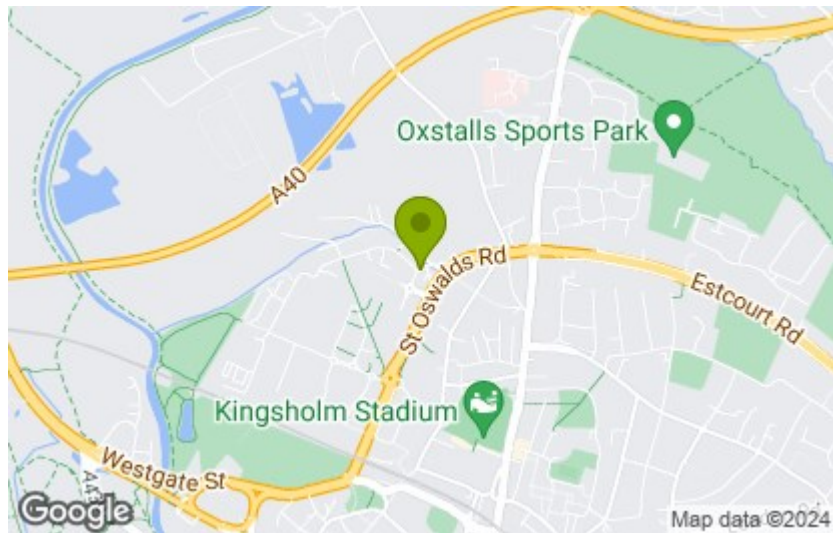 Oxstalls Sports Park
A40
St Oswalds Rd
Estcourt Rd
Kingsholm Stadium
Westgate St
Google
Map data ©2024